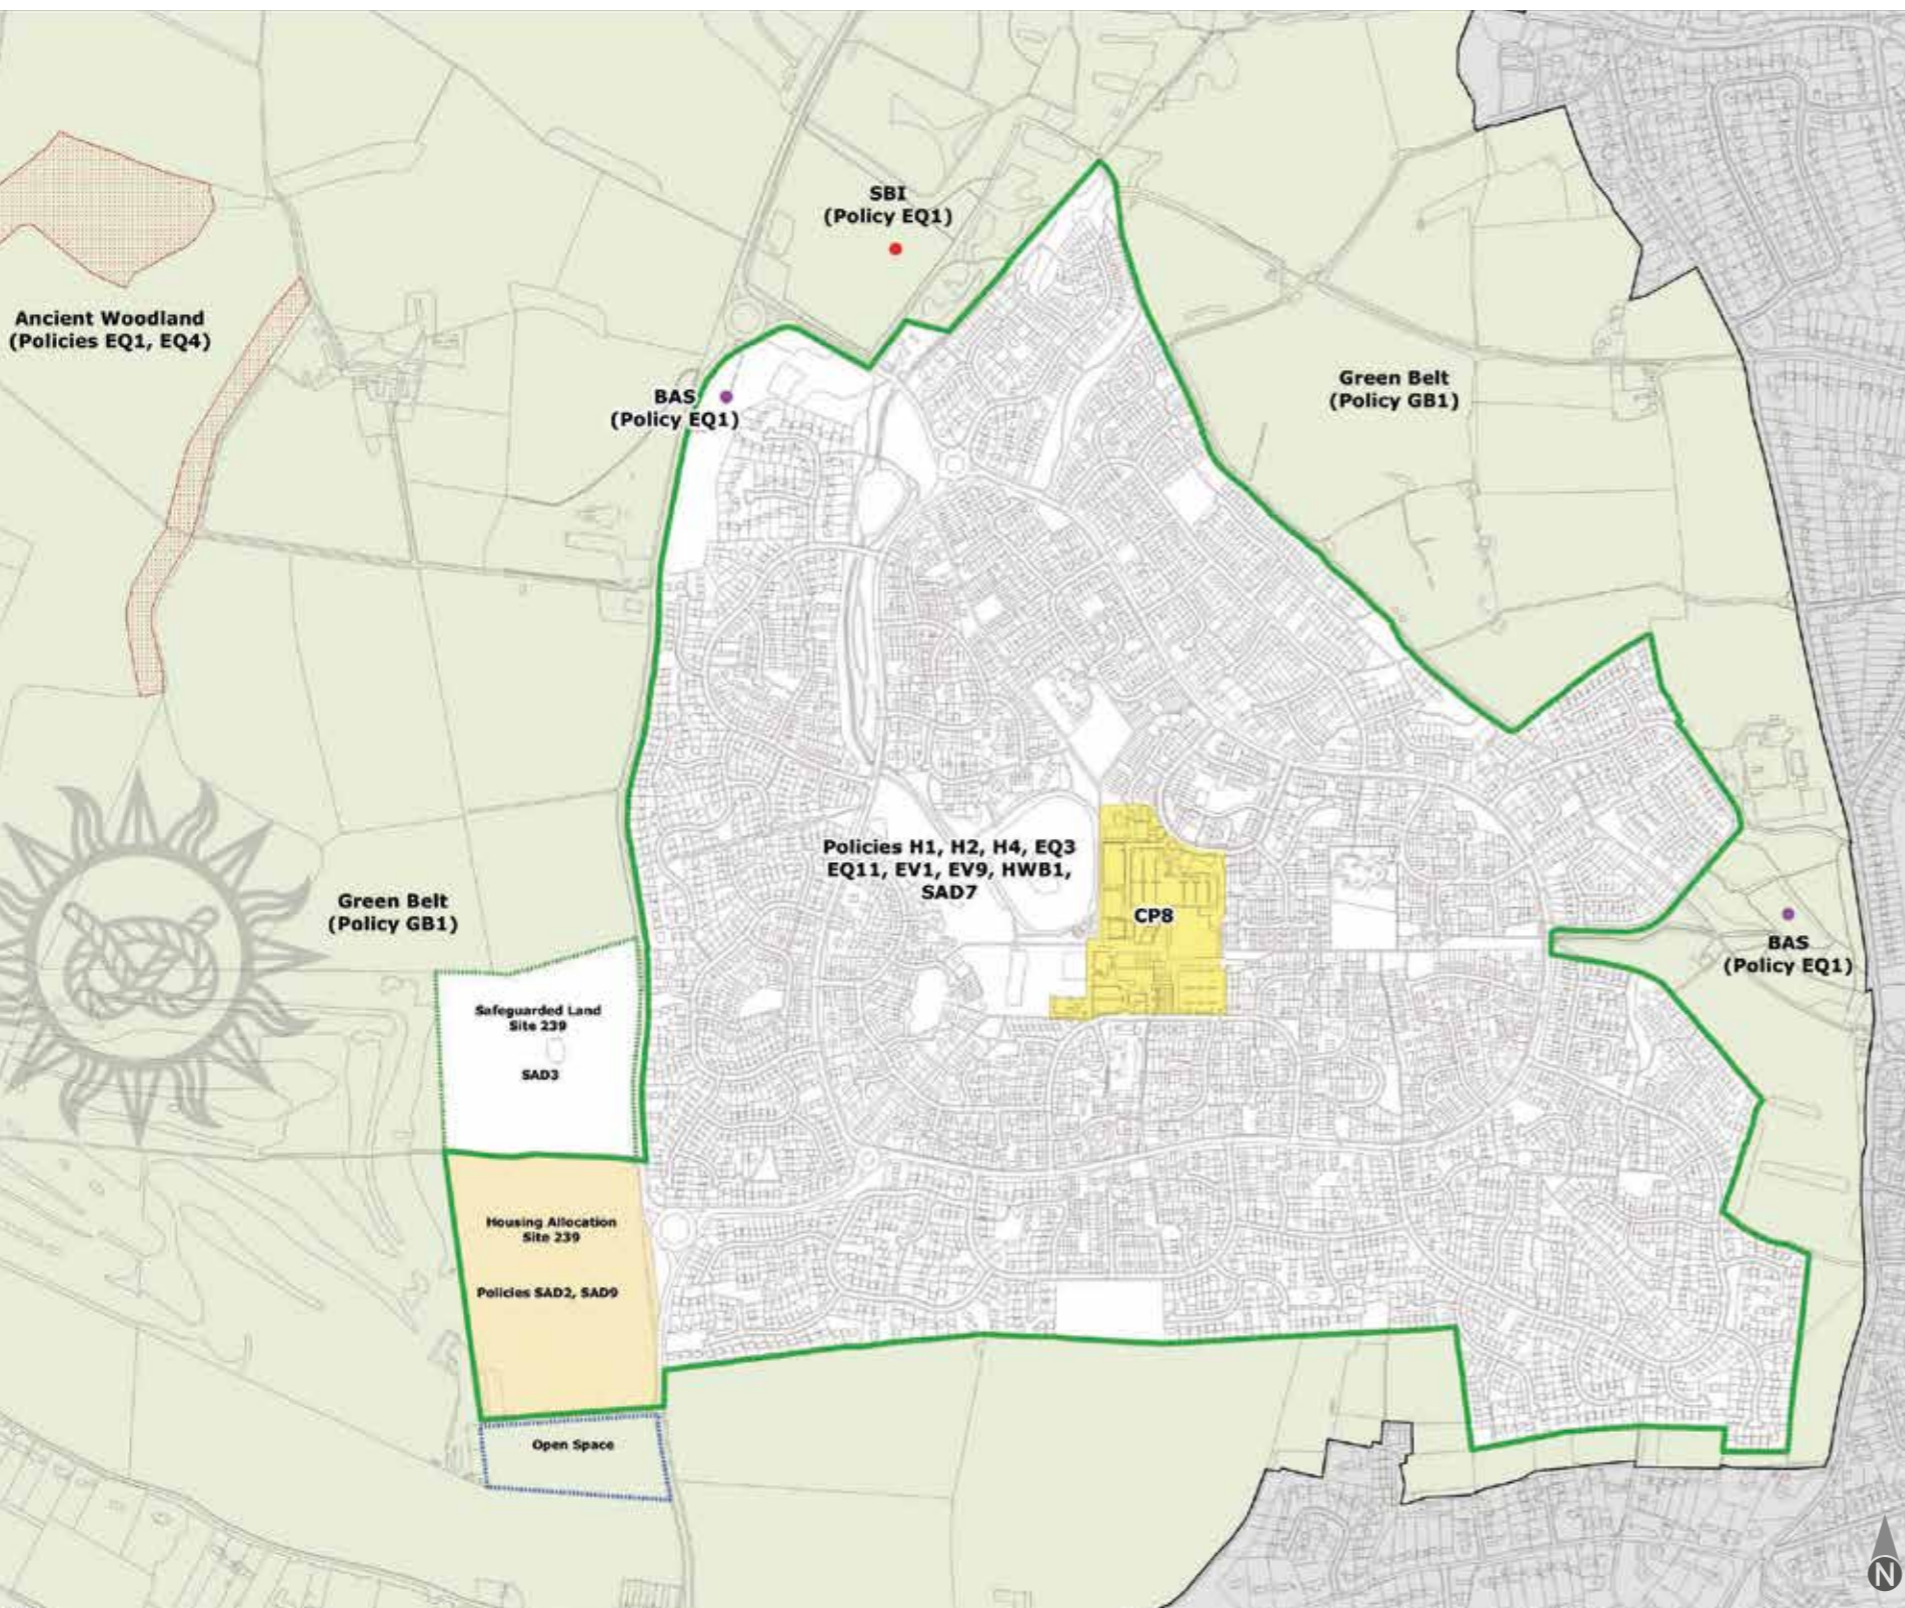 SBI
(Policy EQ1)
Ancient Woodland
(Policies EQ1, EQ4)
BAS
(Policy EQ1)
Green Belt
(Policy GB1)
Policies H1, H2, H4, EQ3
EQ11, EV1, EV9, HWB1,
SAD7
CP8
Green Belt
(Policy GB1)
BAS
(Policy EQ1)
Safeguarded Land
Site 239
SAD3
Housing Allocation
Site 239
Policies SAD2, SAD9
Open Space
N